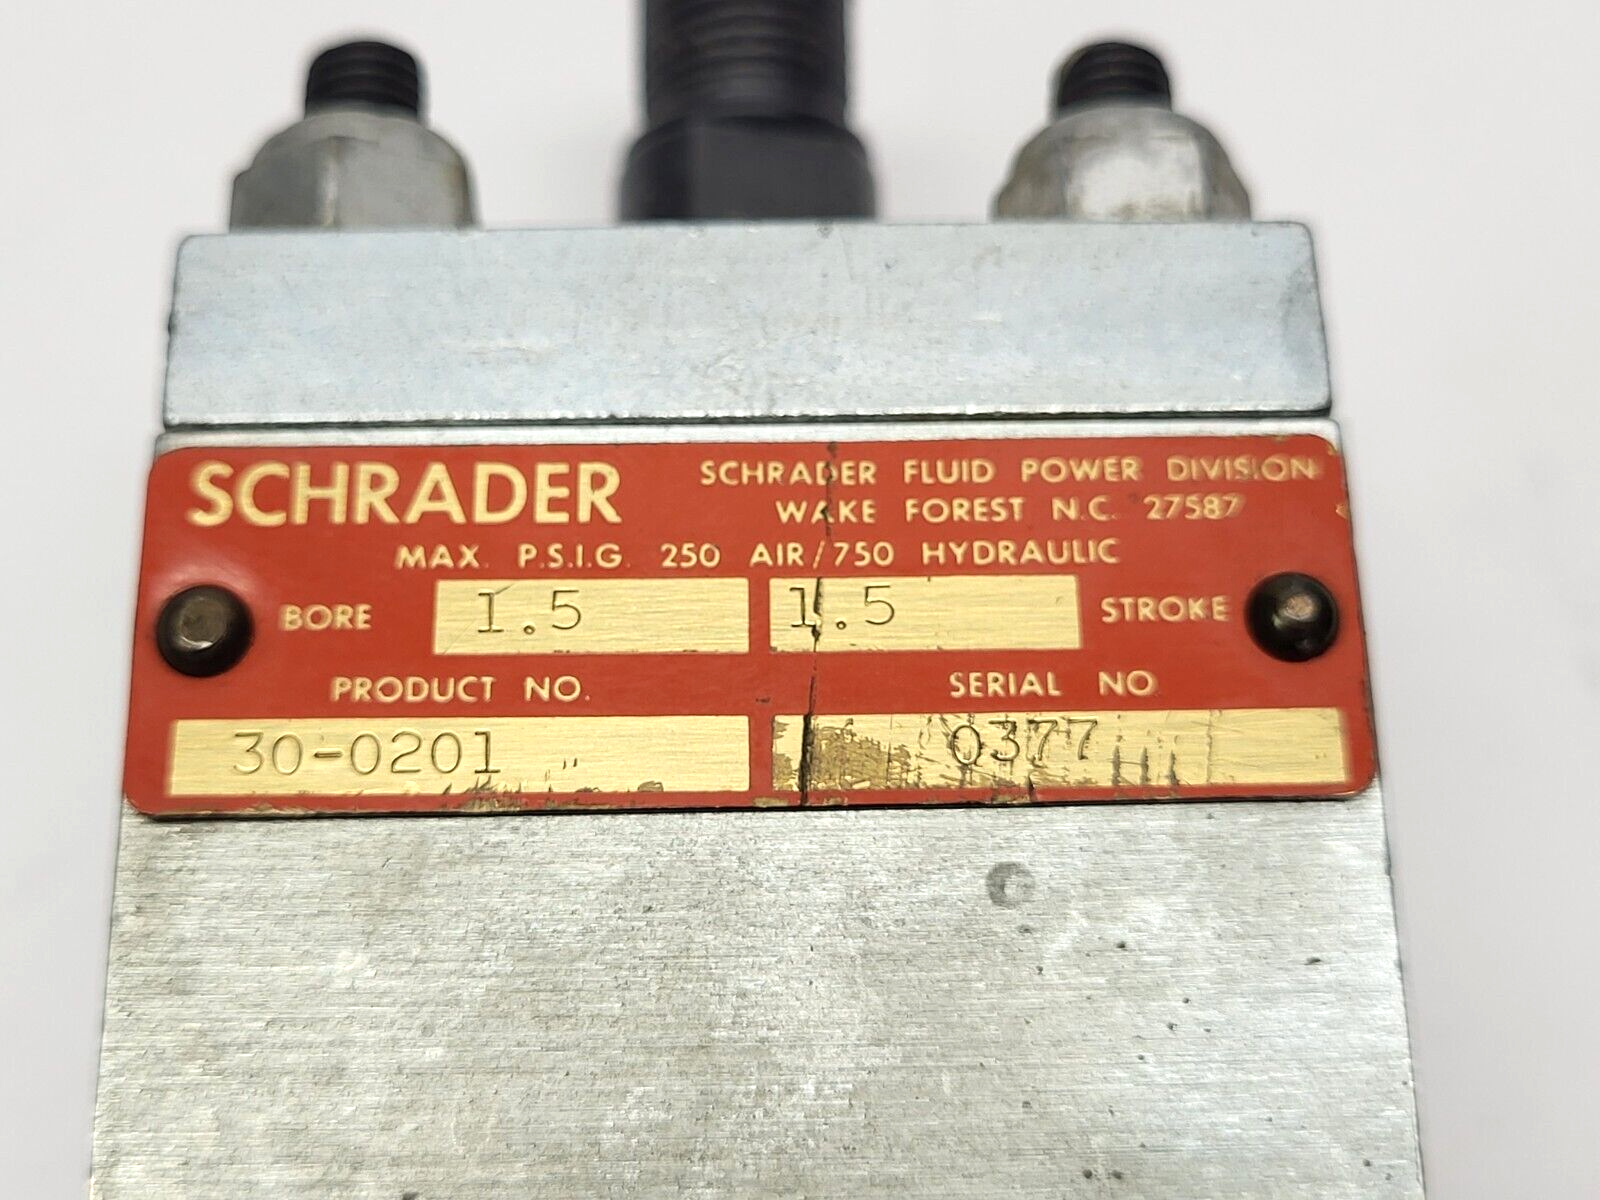 SCHRADER
SCHRADER FLUID POWER DIVISION
WAKE FOREST N.C. 27587
MAX. P.S.I.G. 250 AIR/750 HYDRAULIC
BORE 1.5 1.5 STROKE
PRODUCT NO. SERIAL NO
30-0201 0377